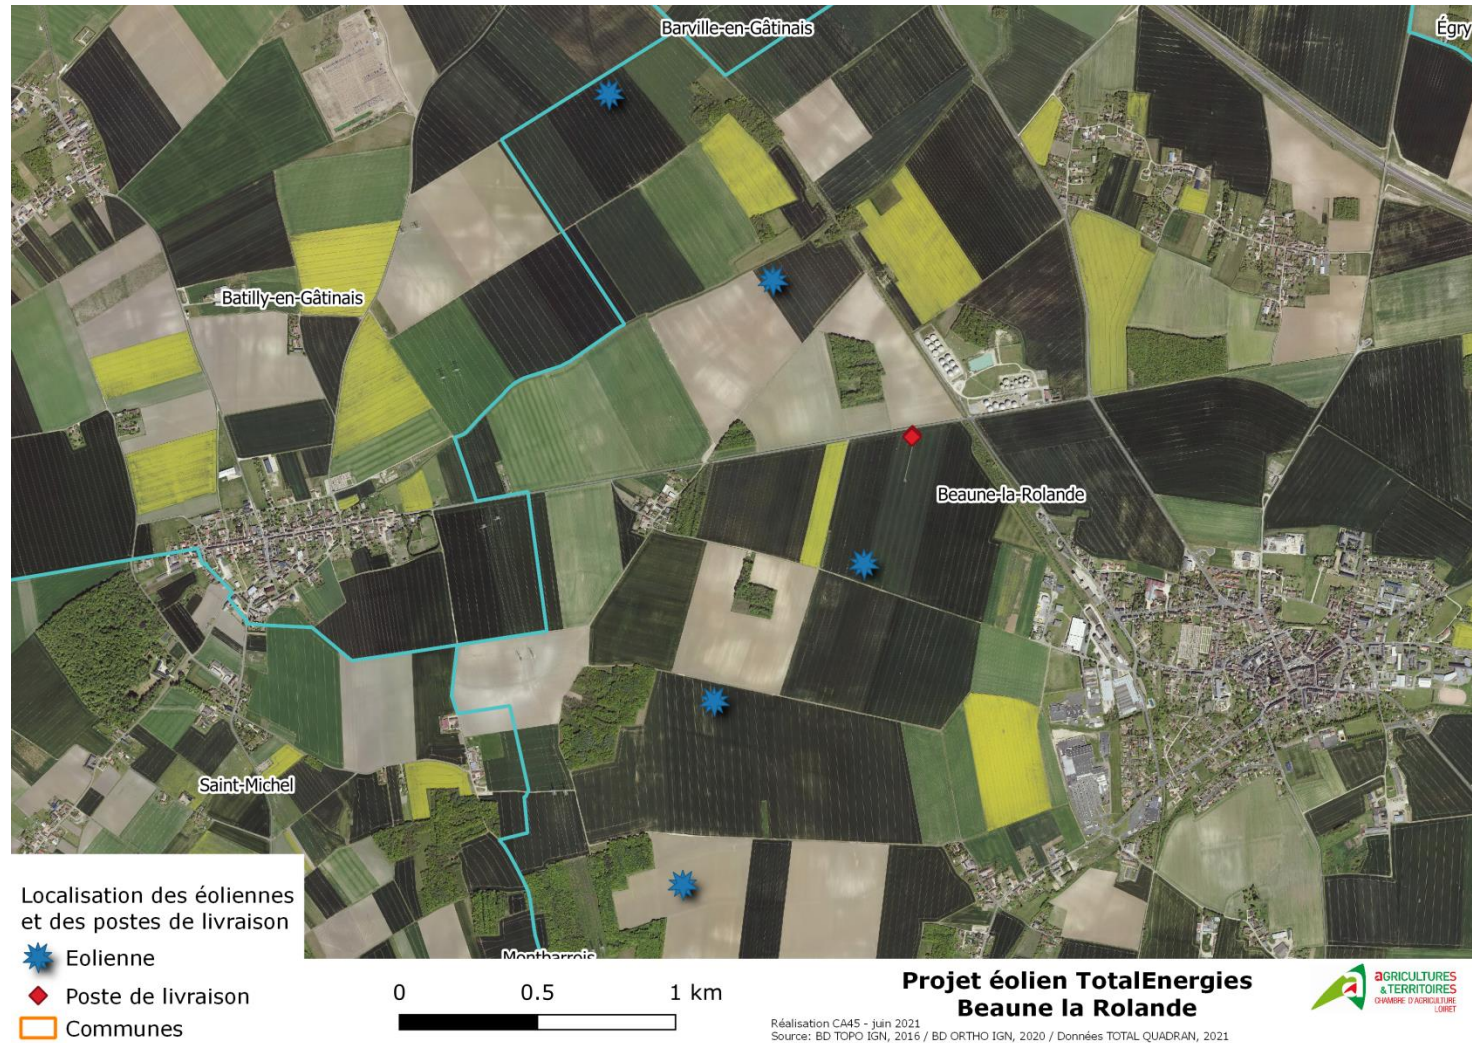 Barville-en-Gâtinais
Égry
Batilly-en-Gâtinais
Beaune-la-Rolande
Saint-Michel
Montbarrois
Localisation des éoliennes
et des postes de livraison
Eolienne
Poste de livraison
Communes
0 0.5 1 km
Projet éolien TotalEnergies
Beaune la Rolande
Réalisation CA45 - juin 2021
Source: BD TOPO IGN, 2016 / BD ORTHO IGN, 2020 / Données TOTAL QUADRAN, 2021
aGRICULTURES
& TERRITOIRES
CHAMBRE D'AGRICULTURE
LOIRET